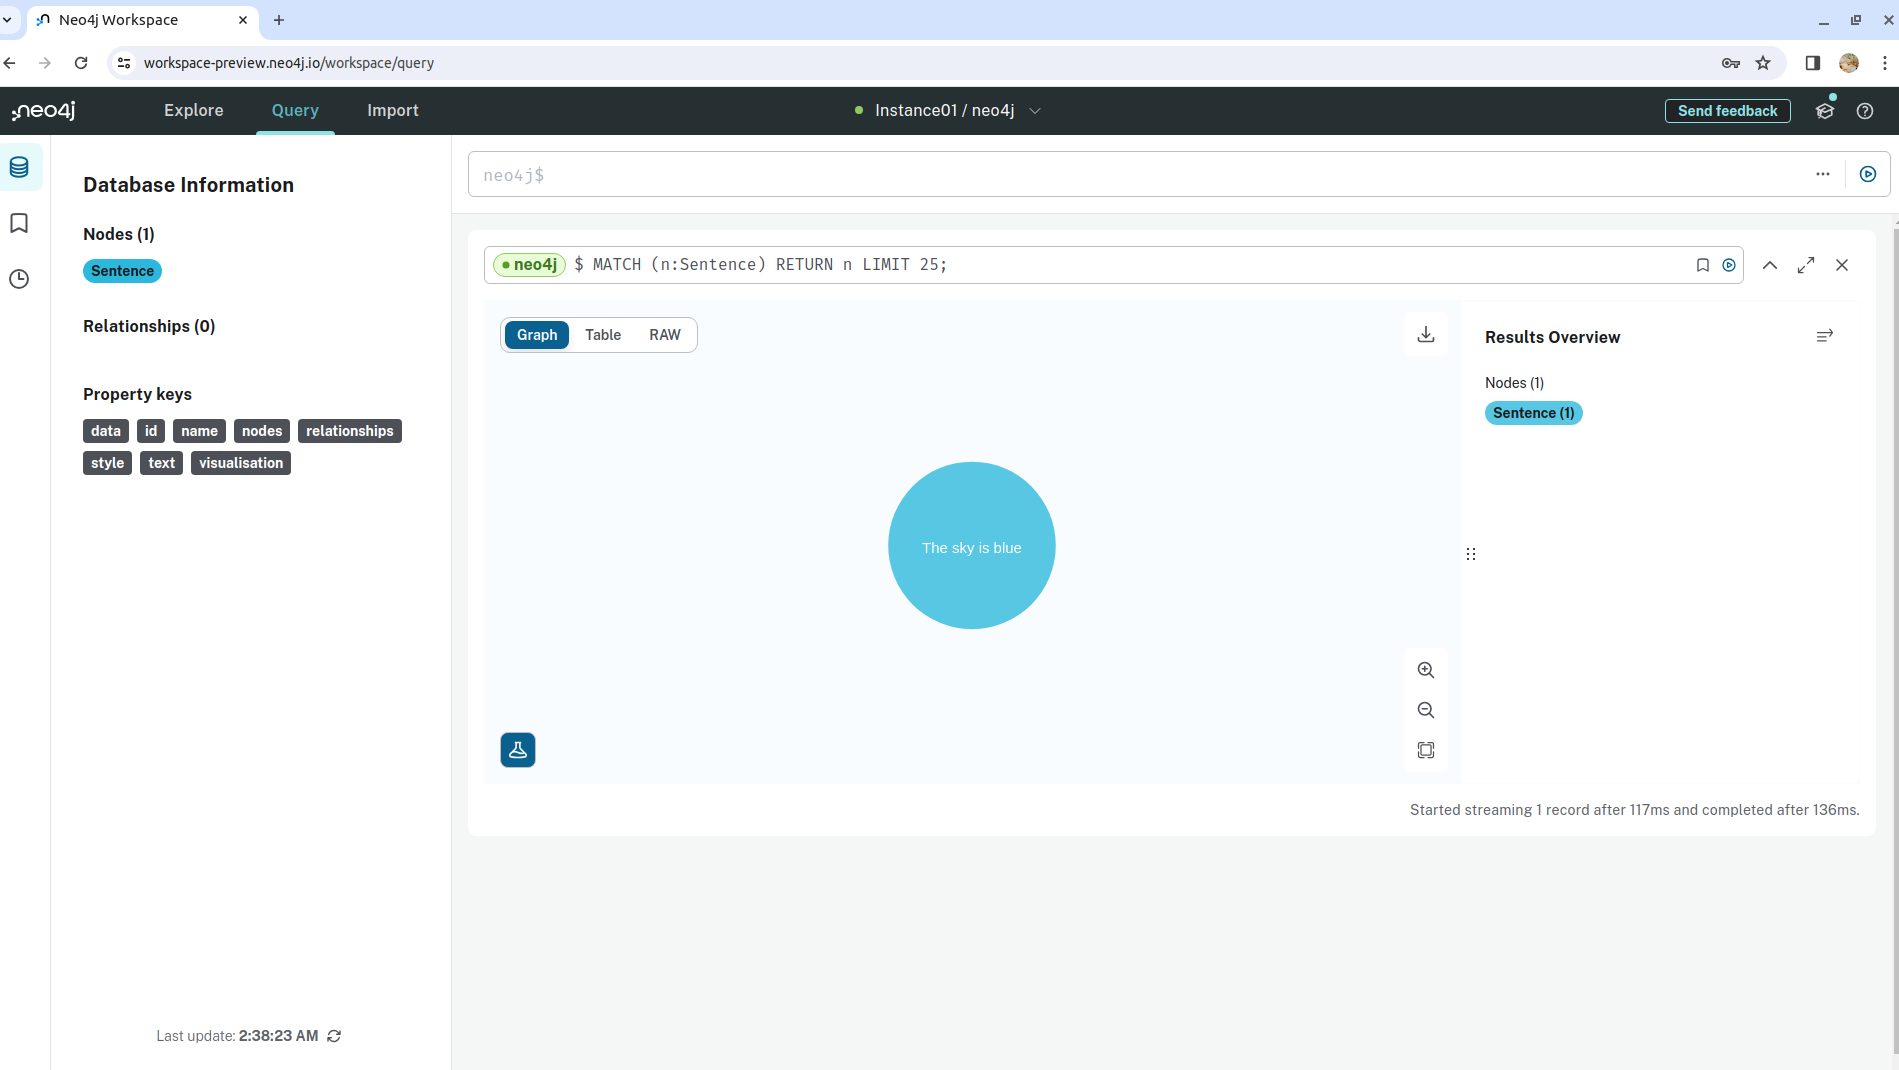 Neo4j Workspace
workspace-preview.neo4j.io/workspace/query
neo4j
Explore
Query
Import
Instance01 / neo4j
Send feedback
Database Information
Nodes (1)
Sentence
Relationships (0)
Property keys
data id name nodes relationships
style text visualisation
Last update: 2:38:23 AM
neo4j$
neo4j $ MATCH (n:Sentence) RETURN n LIMIT 25;
Graph Table RAW
The sky is blue
Results Overview
Nodes (1)
Sentence (1)
Started streaming 1 record after 117ms and completed after 136ms.